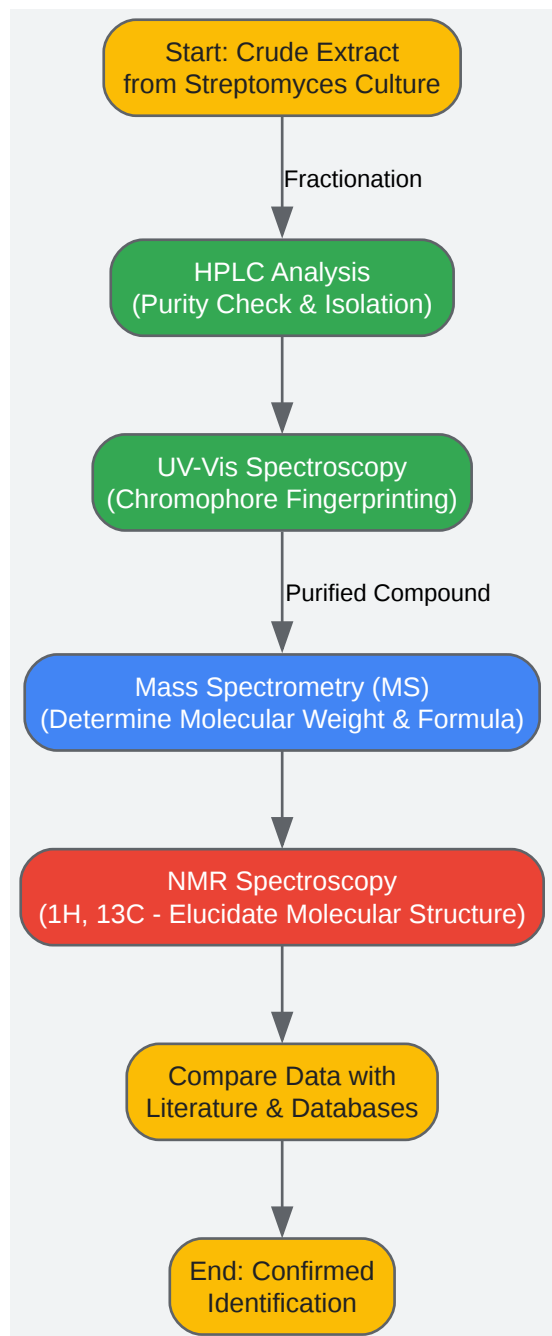 Start: Crude Extract
from Streptomyces Culture
Fractionation
HPLC Analysis
(Purity Check & Isolation)
UV-Vis Spectroscopy
(Chromophore Fingerprinting)
Purified Compound
Mass Spectrometry (MS)
(Determine Molecular Weight & Formula)
NMR Spectroscopy
(1H, 13C - Elucidate Molecular Structure)
Compare Data with
Literature & Databases
End: Confirmed
Identification